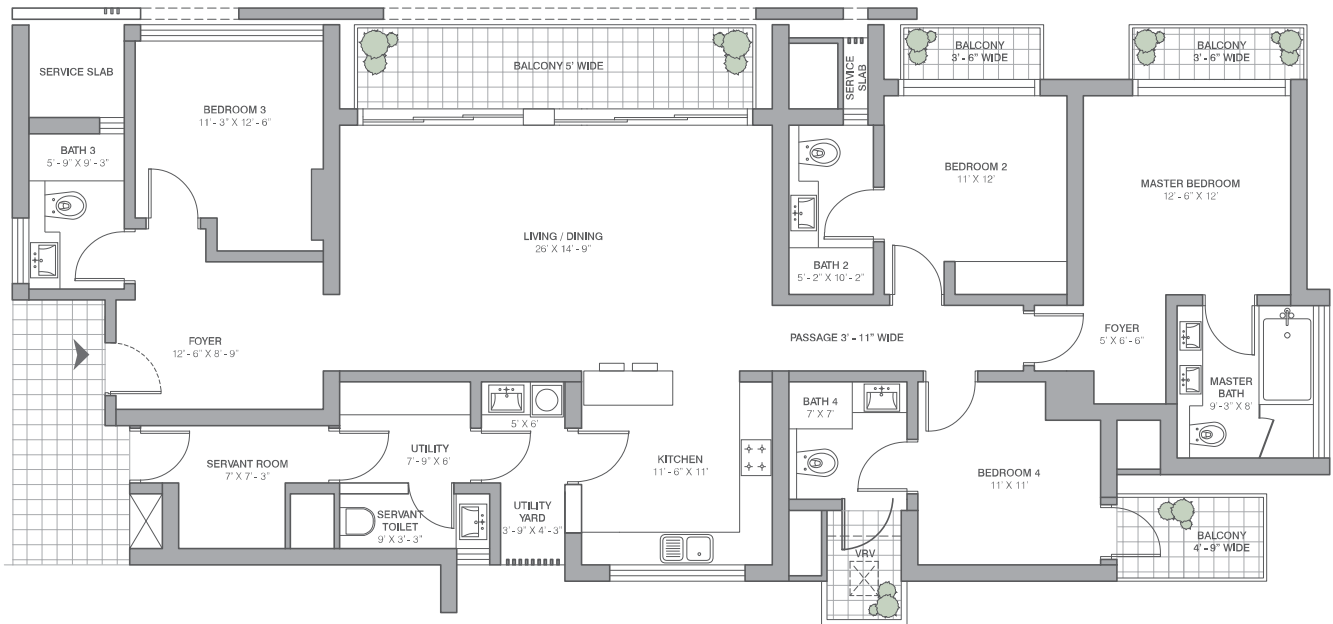 SERVICE SLAB
BEDROOM 3
11' - 3" X 12' - 6"
BATH 3
5' - 9" X 9' - 3"
BALCONY 5' WIDE
SERVICE
SLAB
BALCONY
3' - 6" WIDE
BALCONY
3' - 6" WIDE
BEDROOM 2
11' X 12'
MASTER BEDROOM
12' - 6" X 12'
LIVING / DINING
26' X 14' - 9"
BATH 2
5' - 2" X 10' - 2"
FOYER
12' - 6" X 8' - 9"
PASSAGE 3' - 11" WIDE
FOYER
5' X 6' - 6"
MASTER
BATH
9' - 3" X 8'
5' X 6'
BATH 4
7' X 7'
SERVANT ROOM
7' X 7' - 3"
UTILITY
7' - 9" X 6'
KITCHEN
11' - 6" X 11'
BEDROOM 4
11' X 11'
SERVANT
TOILET
9' X 3' - 3"
UTILITY
YARD
3' - 9" X 4' - 3"
VRV
BALCONY
4' - 9" WIDE